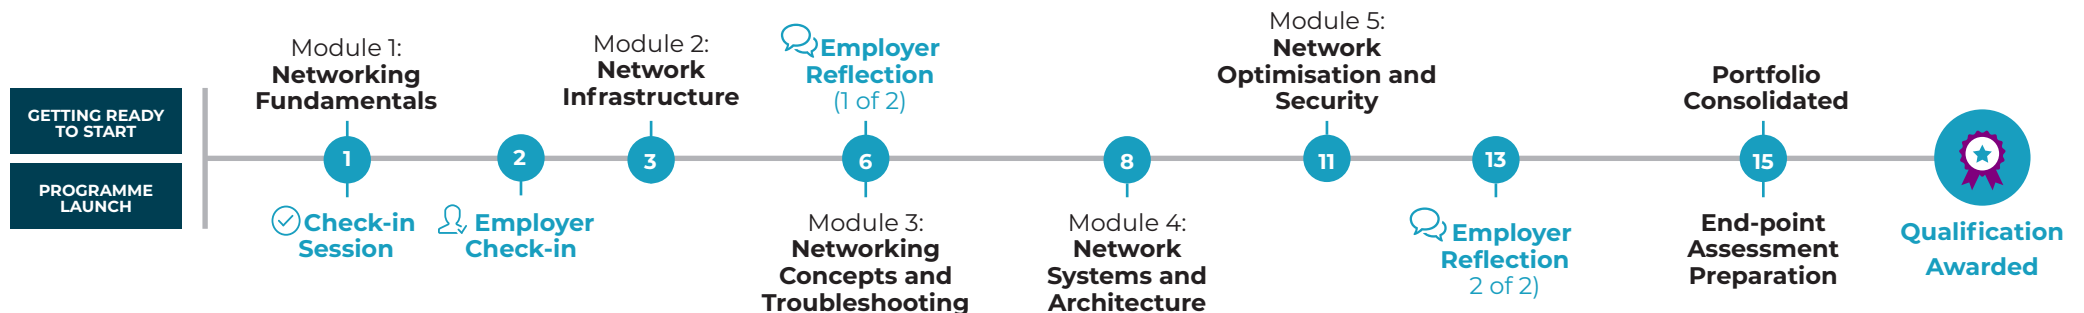 GETTING READY
TO START
PROGRAMME
LAUNCH
Module 1:
Networking
Fundamentals
1
Check-in
Session
2
Employer
Check-in
Module 2:
Network
Infrastructure
3
Employer
Reflection
(1 of 2)
6
Module 3:
Networking
Concepts and
Troubleshooting
8
Module 4:
Network
Systems and
Architecture
Module 5:
Network
Optimisation and
Security
11
13
Employer
Reflection
2 of 2)
Portfolio
Consolidated
15
End-point
Assessment
Preparation
Qualification
Awarded